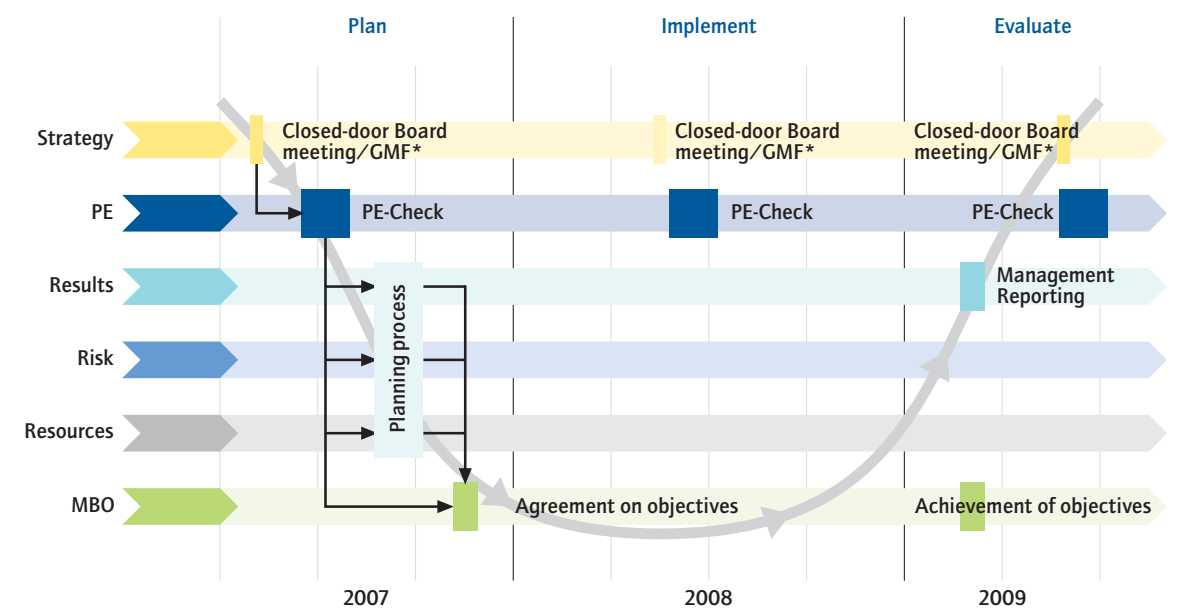 Plan
Implement
Evaluate
Strategy
Closed-door Board
meeting/GMF*
Closed-door Board
meeting/GMF*
Closed-door Board
meeting/GMF*
PE
PE-Check
PE-Check
PE-Check
Results
Management
Reporting
Planning process
Risk
Resources
MBO
Agreement on objectives
Achievement of objectives
2007
2008
2009